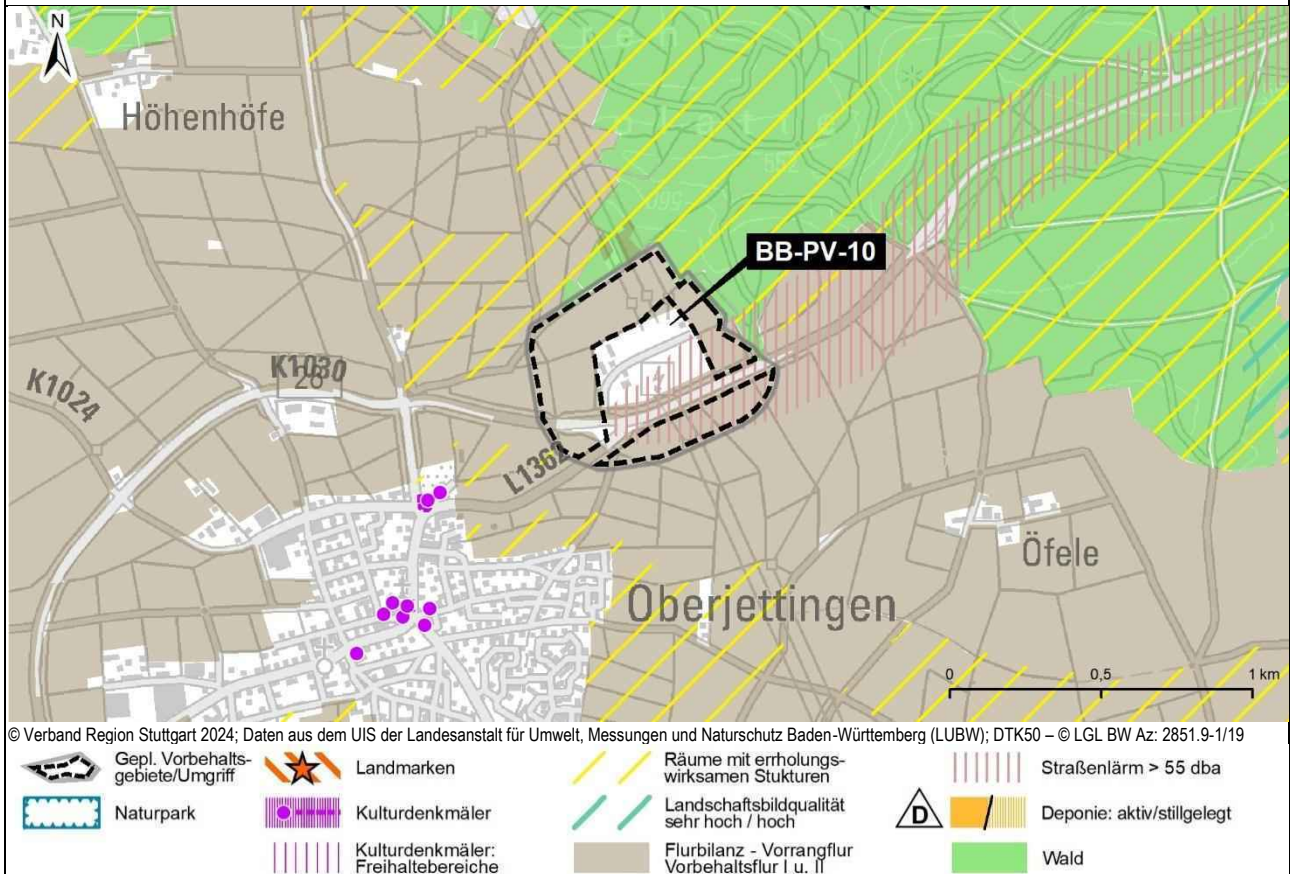 N
Höhenhöfe
BB-PV-10
K1030
28
K1024
L1362
Öfele
Oberjettingen
0 0,5 1 km
© Verband Region Stuttgart 2024; Daten aus dem UIS der Landesanstalt für Umwelt, Messungen und Naturschutz Baden-Württemberg (LUBW); DTK50 – © LGL BW Az: 2851.9-1/19
Gepl. Vorbehalts-
gebiete/Umgriff
Landmarken
Räume mit errholungs-
wirksamen Stukturen
Straßenlärm > 55 dba
Naturpark
Kulturdenkmäler
Landschaftsbildqualität
sehr hoch / hoch
D
Deponie: aktiv/stillgelegt
Kulturdenkmäler:
Freihaltebereiche
Flurbilanz - Vorrangflur
Vorbehaltsflur I u. II
Wald